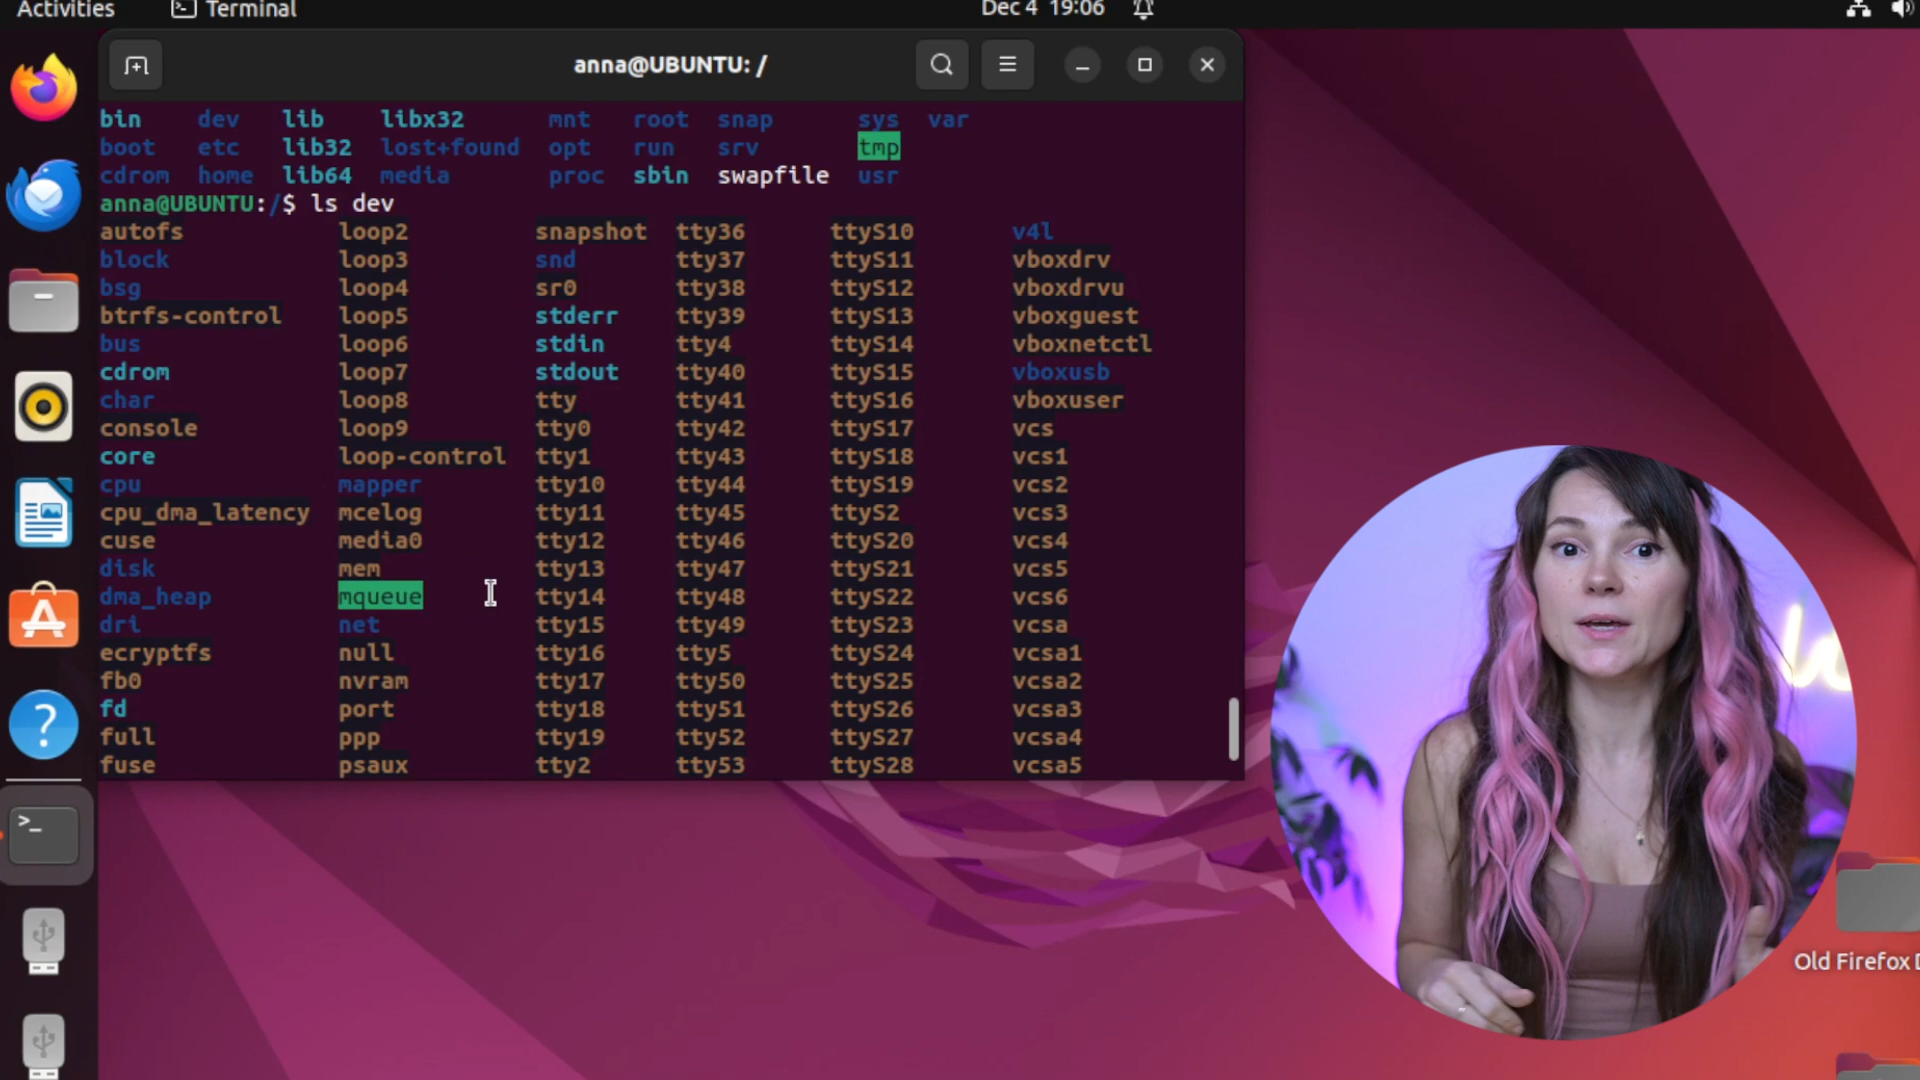 Activities Terminal Dec 4 19:06
anna@UBUNTU: /
bin dev lib libx32 mnt root snap sys var
boot etc lib32 lost+found opt run srv tmp
cdrom home lib64 media proc sbin swapfile usr
anna@UBUNTU:/$ ls dev
autofs loop2 snapshot tty36 ttyS10 v4l
block loop3 snd tty37 ttyS11 vboxdrv
bsg loop4 sr0 tty38 ttyS12 vboxdrvu
btrfs-control loop5 stderr tty39 ttyS13 vboxguest
bus loop6 stdin tty4 ttyS14 vboxnetctl
cdrom loop7 stdout tty40 ttyS15 vboxusb
char loop8 tty tty41 ttyS16 vboxuser
console loop9 tty0 tty42 ttyS17 vcs
core loop-control tty1 tty43 ttyS18 vcs1
cpu mapper tty10 tty44 ttyS19 vcs2
cpu_dma_latency mcelog tty11 tty45 ttyS2 vcs3
cuse media0 tty12 tty46 ttyS20 vcs4
disk mem tty13 tty47 ttyS21 vcs5
dma_heap mqueue tty14 tty48 ttyS22 vcs6
dri net tty15 tty49 ttyS23 vcsa
ecryptfs null tty16 tty5 ttyS24 vcsa1
fb0 nvram tty17 tty50 ttyS25 vcsa2
fd port tty18 tty51 ttyS26 vcsa3
full ppp tty19 tty52 ttyS27 vcsa4
fuse psaux tty2 tty53 ttyS28 vcsa5
Old Firefox